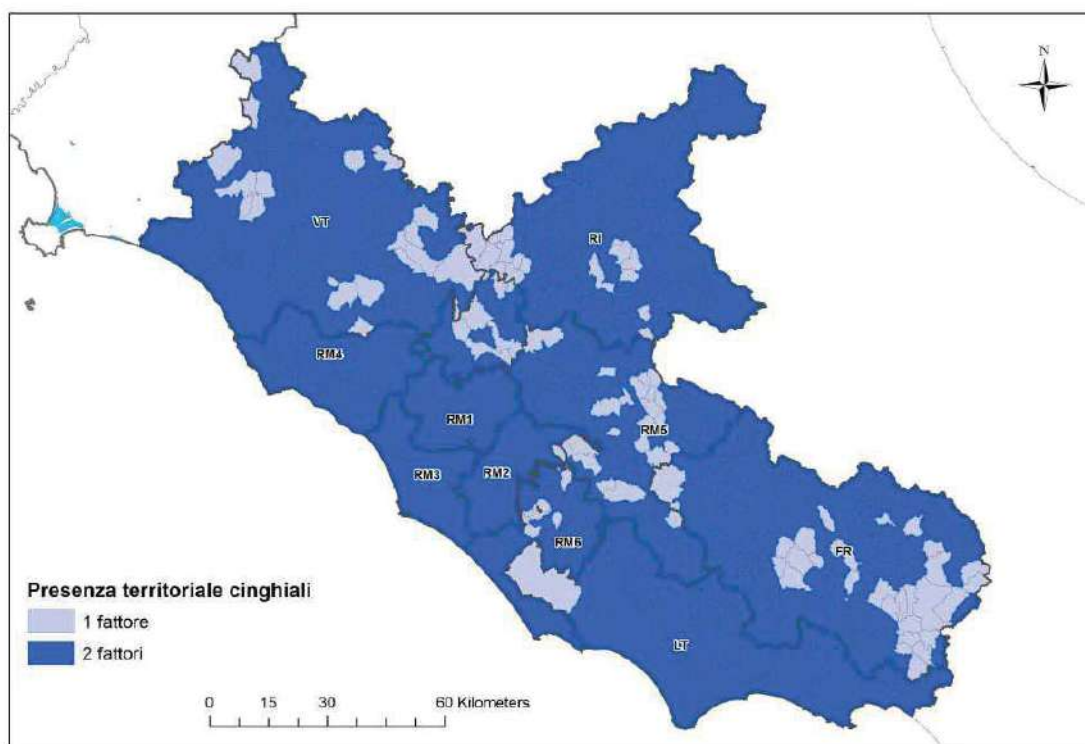 N
VT
RI
RM4
RM1
RM5
RM3
RM2
RM6
FR
LT
Presenza territoriale cinghiali
1 fattore
2 fattori
0 15 30 60 Kilometers